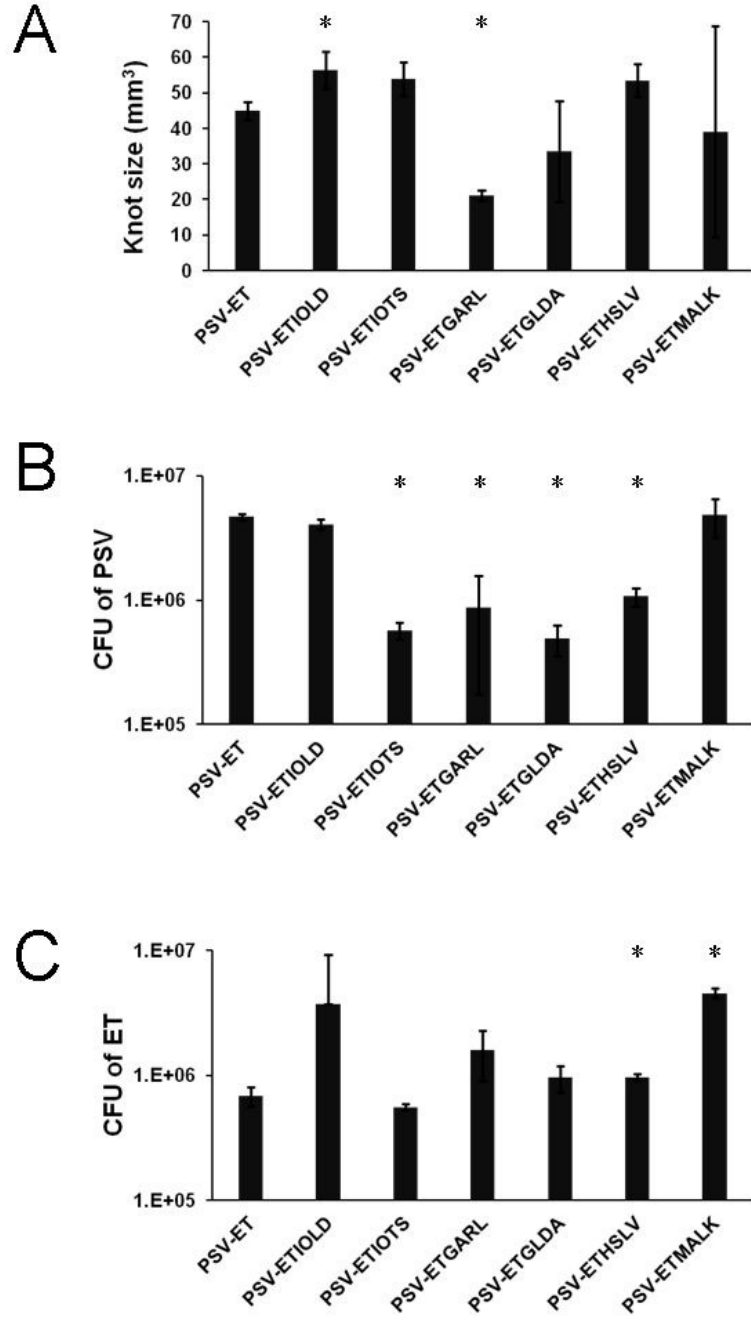 A
* *
Knot size (mm³)
70
60
50
40
30
20
10
0
PSV-ET
PSV-ETIOLD
PSV-ETIOTS
PSV-ETGARL
PSV-ETGLDA
PSV-ETHSLV
PSV-ETMALK
B
* * * *
CFU of PSV
1.E+07
1.E+06
1.E+05
PSV-ET
PSV-ETIOLD
PSV-ETIOTS
PSV-ETGARL
PSV-ETGLDA
PSV-ETHSLV
PSV-ETMALK
C
* *
CFU of ET
1.E+07
1.E+06
1.E+05
PSV-ET
PSV-ETIOLD
PSV-ETIOTS
PSV-ETGARL
PSV-ETGLDA
PSV-ETHSLV
PSV-ETMALK